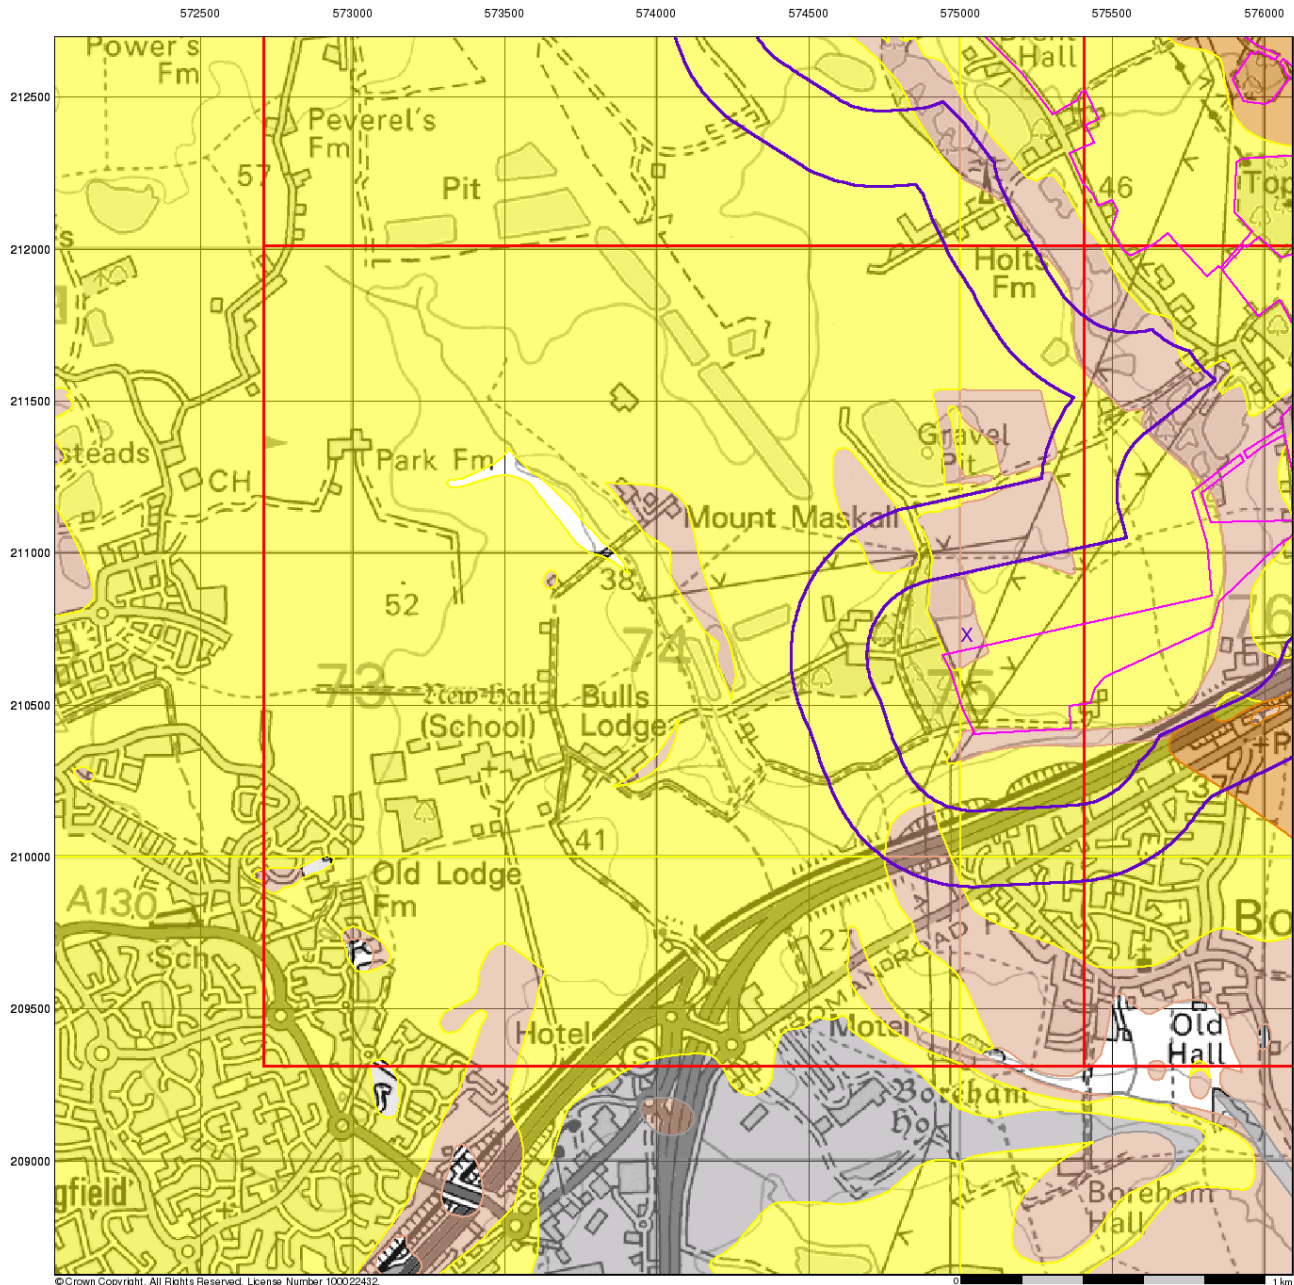 572500 573000 573500 574000 574500 575000 575500 576000
212500
212000
211500
211000
210500
210000
209500
209000
Power's
Fm
Peverel's
Fm
57
Pit
Hall
46
Top
Holts
Fm
steads
CH
Park Fm
Gravel
Pit
Mount Maskall
38
52
X
73
74
75
76
New Hall
(School)
Bulls
Lodge
+P
3
41
Old Lodge
Fm
A130
Sch
27
ROMAN ROAD
Bo
Hotel
Motel
Old
Hall
Boreham
Ho
gfield
Boreham
Hall
© Crown Copyright. All Rights Reserved. License Number 100022432.
0 1 km